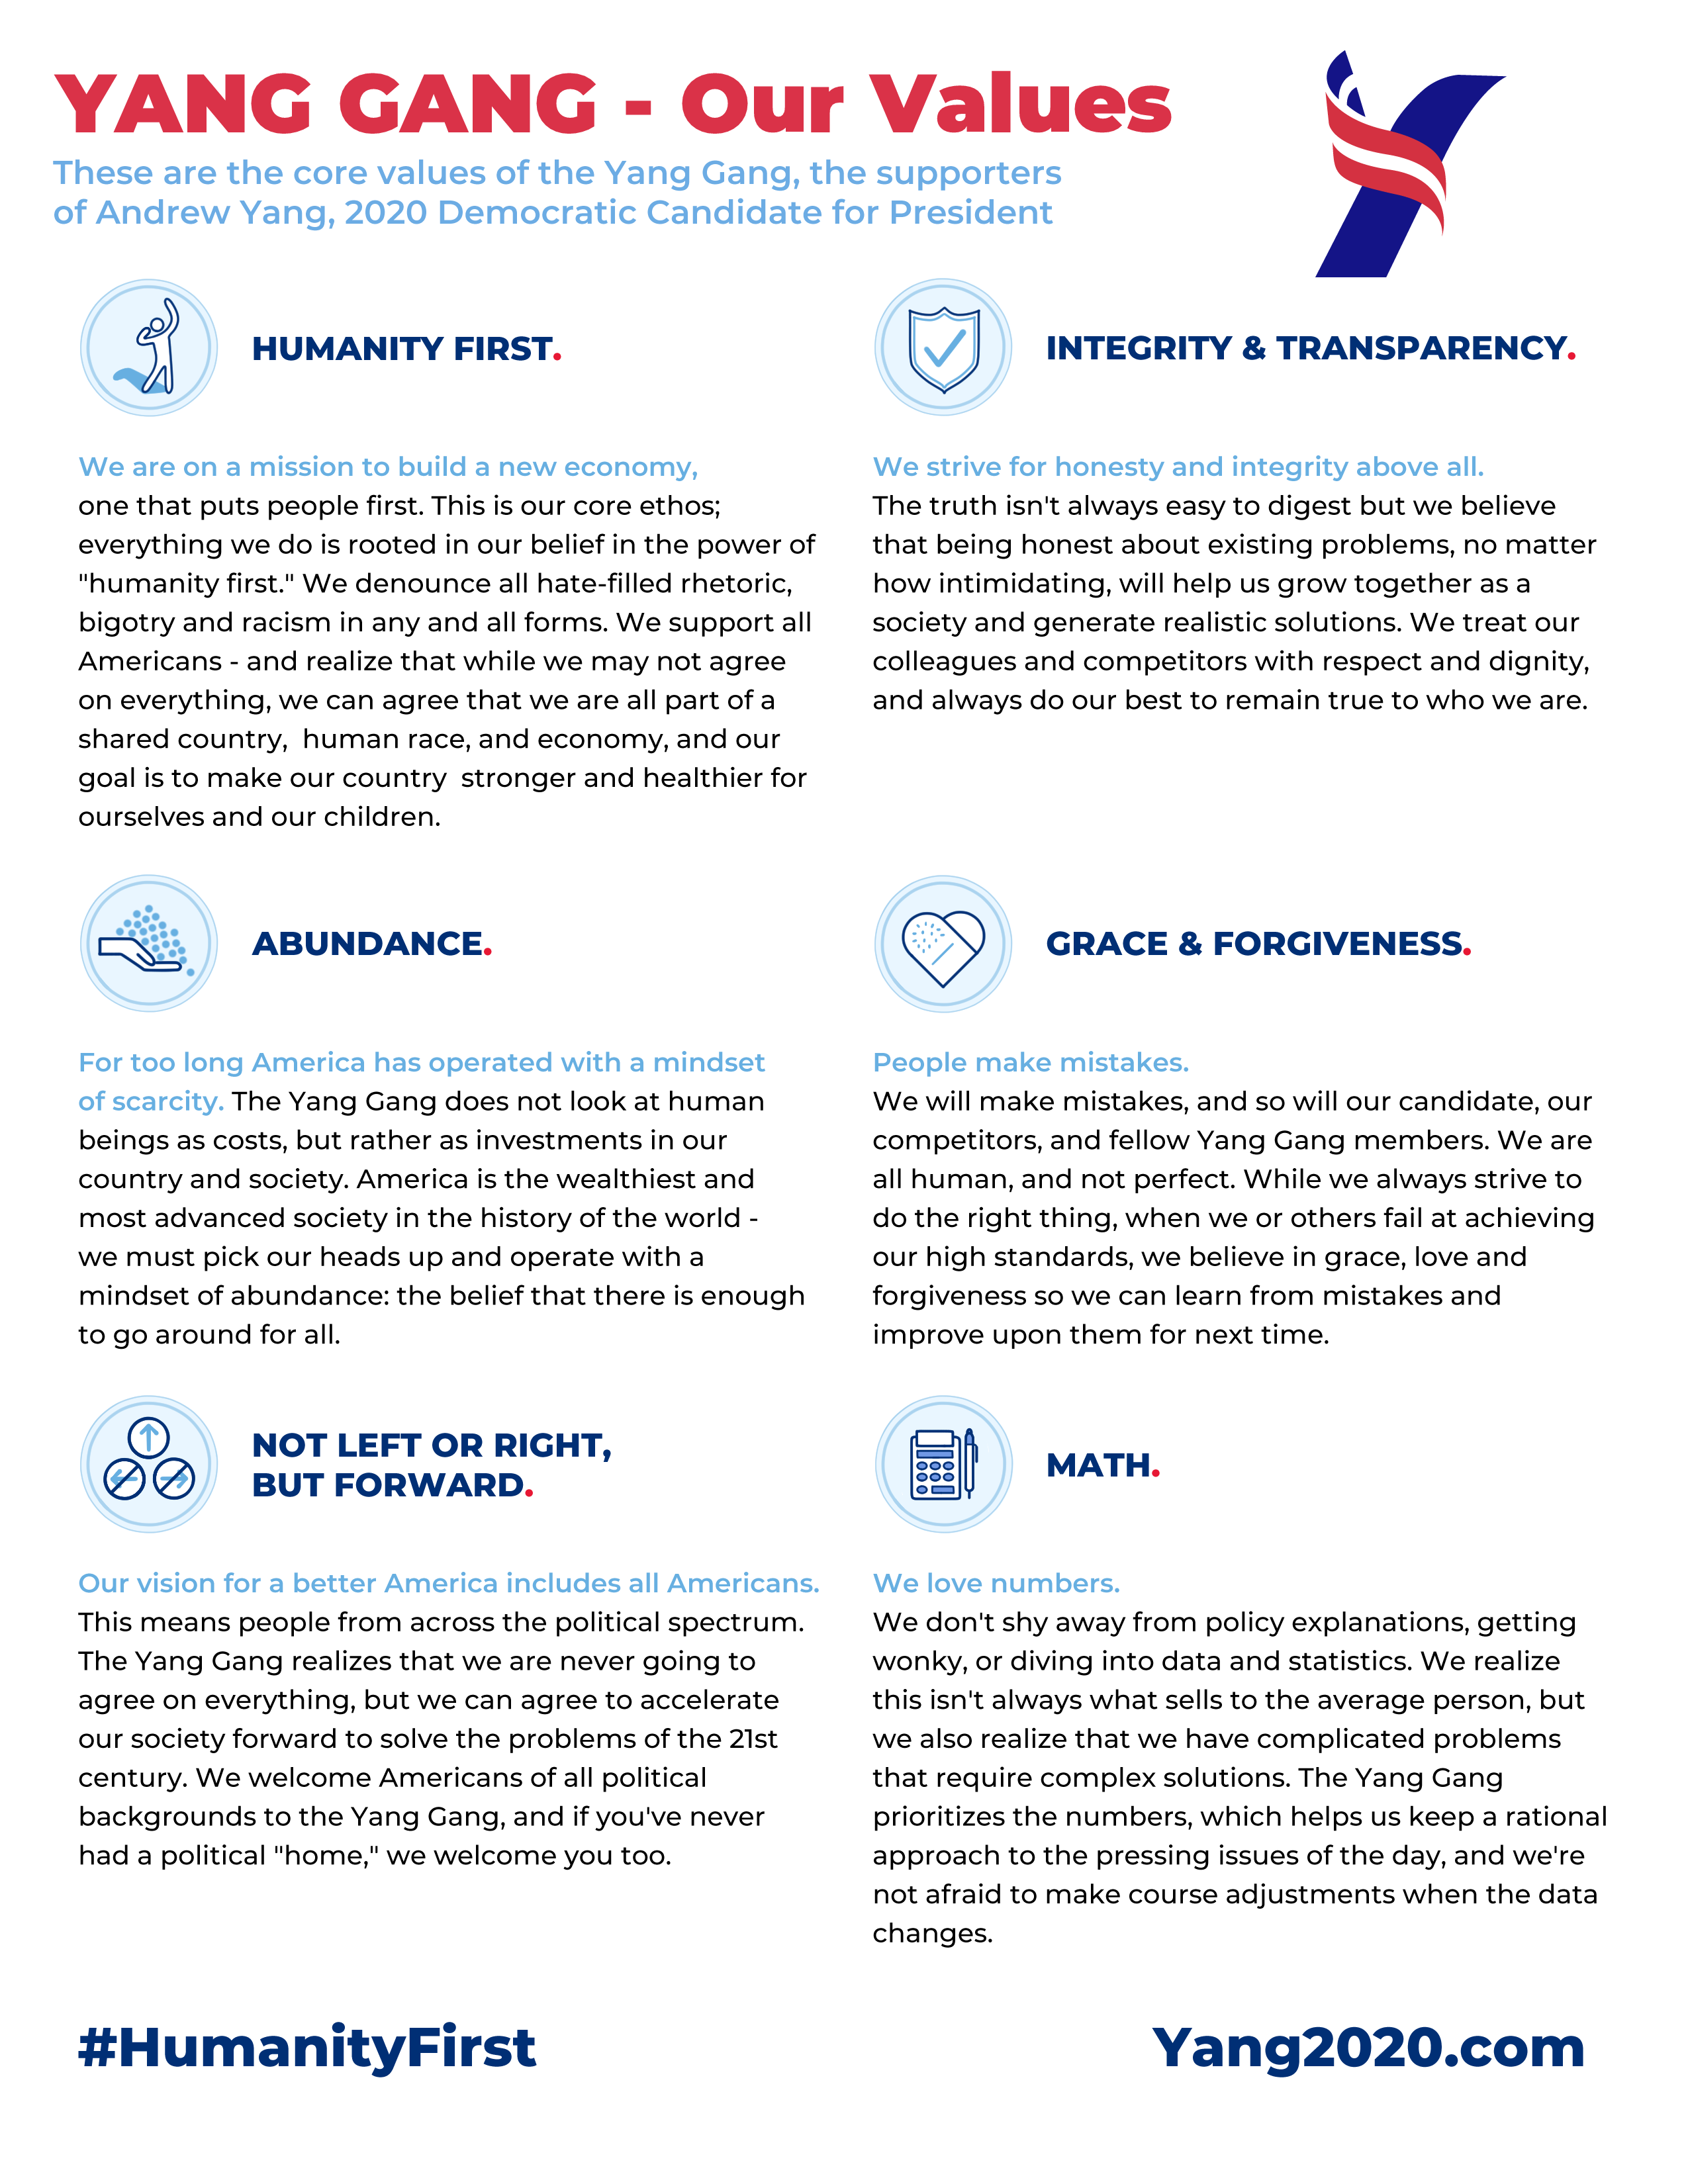 YANG GANG - Our Values
These are the core values of the Yang Gang, the supporters
of Andrew Yang, 2020 Democratic Candidate for President
HUMANITY FIRST.
We are on a mission to build a new economy,
one that puts people first. This is our core ethos;
everything we do is rooted in our belief in the power of
"humanity first." We denounce all hate-filled rhetoric,
bigotry and racism in any and all forms. We support all
Americans - and realize that while we may not agree
on everything, we can agree that we are all part of a
shared country,  human race, and economy, and our
goal is to make our country  stronger and healthier for
ourselves and our children.
INTEGRITY & TRANSPARENCY.
We strive for honesty and integrity above all.
The truth isn't always easy to digest but we believe
that being honest about existing problems, no matter
how intimidating, will help us grow together as a
society and generate realistic solutions. We treat our
colleagues and competitors with respect and dignity,
and always do our best to remain true to who we are.
ABUNDANCE.
For too long America has operated with a mindset
of scarcity. The Yang Gang does not look at human
beings as costs, but rather as investments in our
country and society. America is the wealthiest and
most advanced society in the history of the world -
we must pick our heads up and operate with a
mindset of abundance: the belief that there is enough
to go around for all.
GRACE & FORGIVENESS.
People make mistakes.
We will make mistakes, and so will our candidate, our
competitors, and fellow Yang Gang members. We are
all human, and not perfect. While we always strive to
do the right thing, when we or others fail at achieving
our high standards, we believe in grace, love and
forgiveness so we can learn from mistakes and
improve upon them for next time.
NOT LEFT OR RIGHT,
BUT FORWARD.
Our vision for a better America includes all Americans.
This means people from across the political spectrum.
The Yang Gang realizes that we are never going to
agree on everything, but we can agree to accelerate
our society forward to solve the problems of the 21st
century. We welcome Americans of all political
backgrounds to the Yang Gang, and if you've never
had a political "home," we welcome you too.
MATH.
We love numbers.
We don't shy away from policy explanations, getting
wonky, or diving into data and statistics. We realize
this isn't always what sells to the average person, but
we also realize that we have complicated problems
that require complex solutions. The Yang Gang
prioritizes the numbers, which helps us keep a rational
approach to the pressing issues of the day, and we're
not afraid to make course adjustments when the data
changes.
#HumanityFirst
Yang2020.com